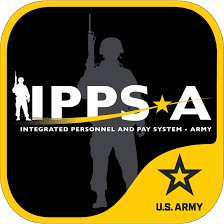 IPPS★A
INTEGRATED PERSONNEL AND PAY SYSTEM - ARMY
U.S. ARMY